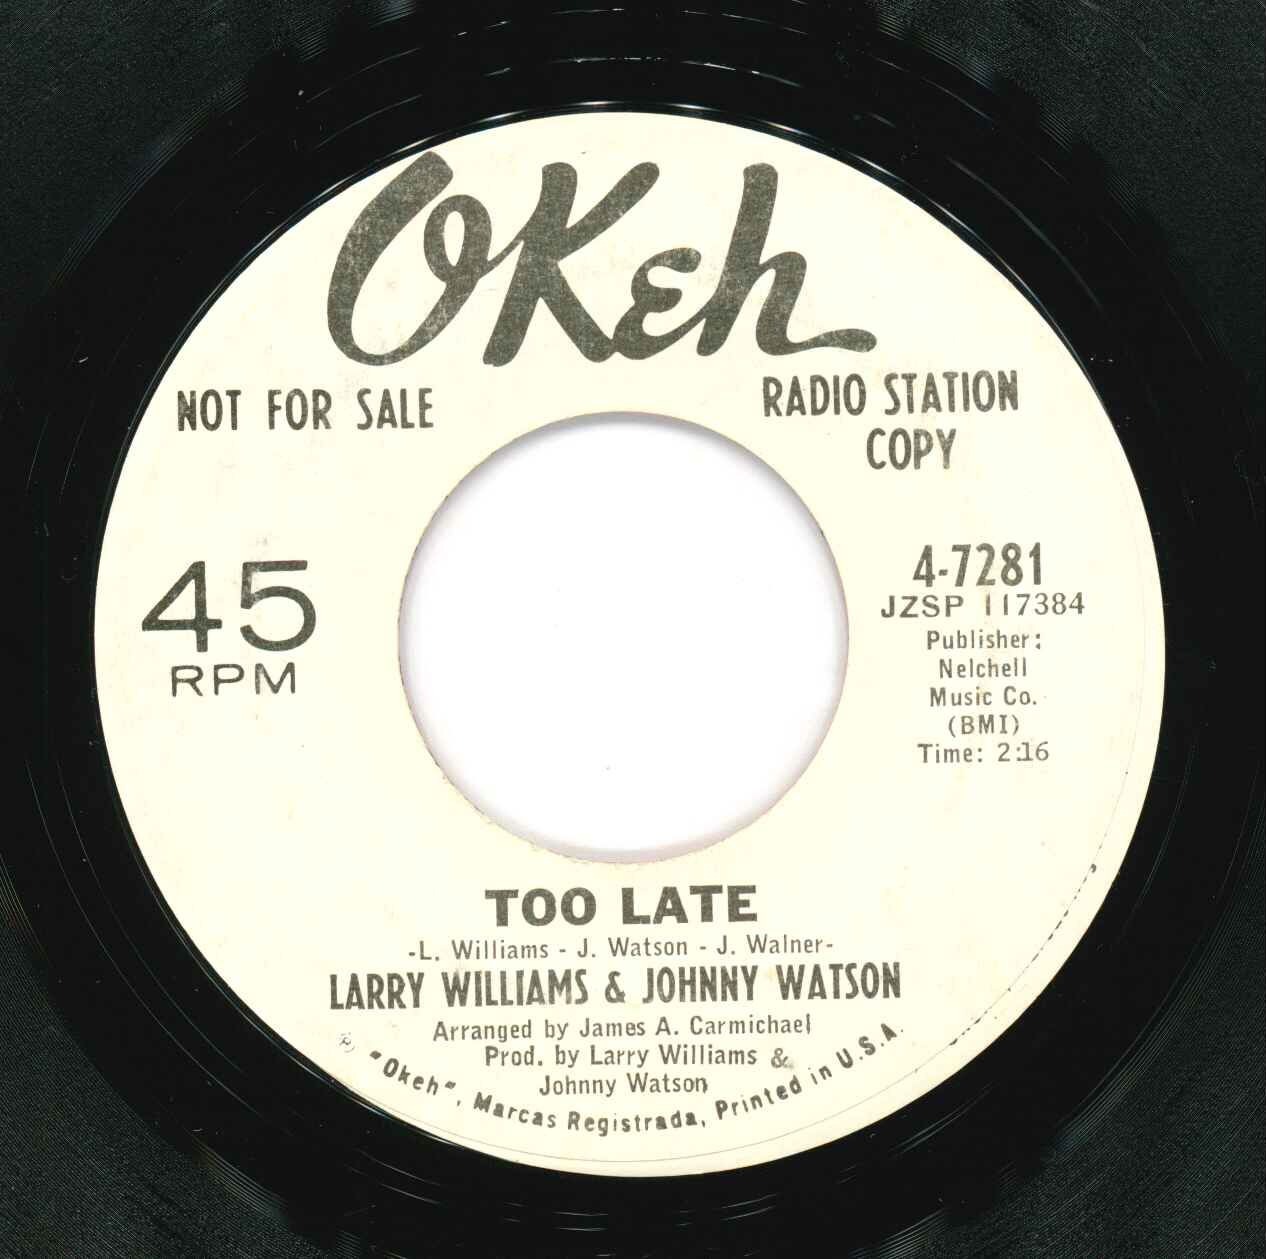 OKeh
NOT FOR SALE
RADIO STATION
COPY
45
RPM
4-7281
JZSP 117384
Publisher:
Nelchell
Music Co.
(BMI)
Time: 2:16
TOO LATE
-L. Williams - J. Watson - J. Walner-
LARRY WILLIAMS & JOHNNY WATSON
Arranged by James A. Carmichael
Prod. by Larry Williams &
Johnny Watson
® "Okeh", Marcas Registrada, Printed in U.S.A.